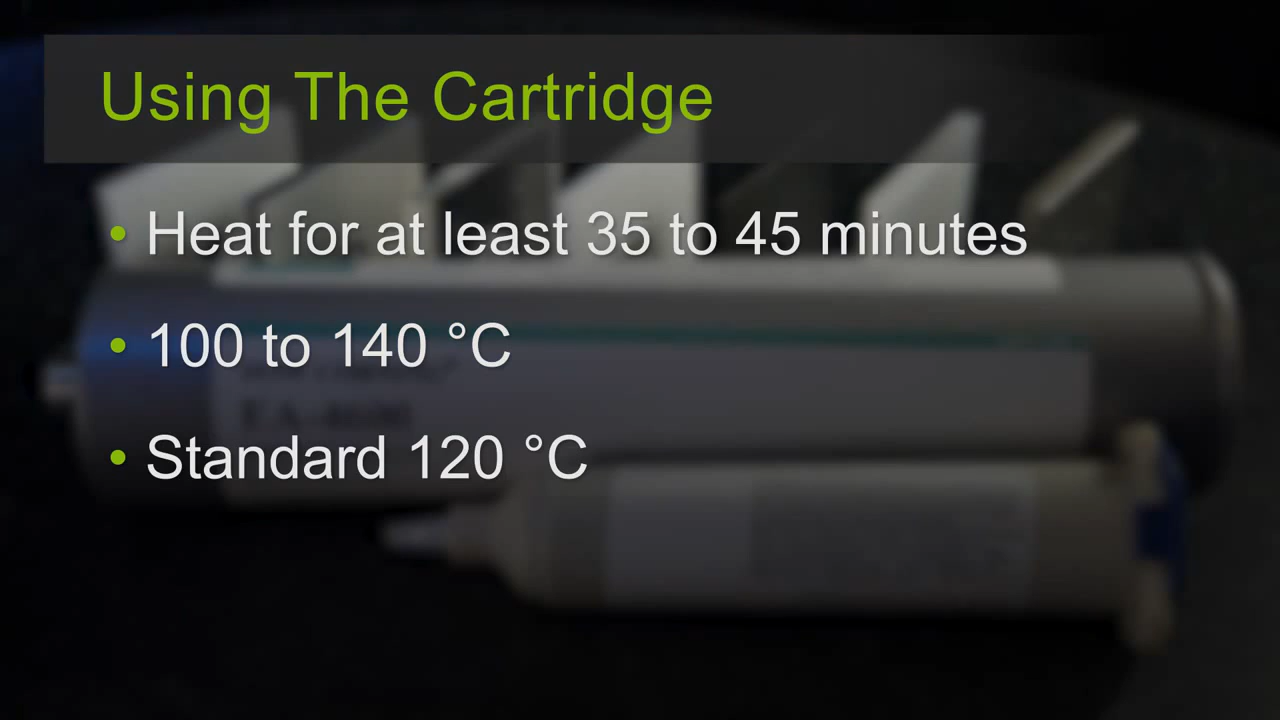 Using The Cartridge
• Heat for at least 35 to 45 minutes
• 100 to 140 °C
• Standard 120 °C